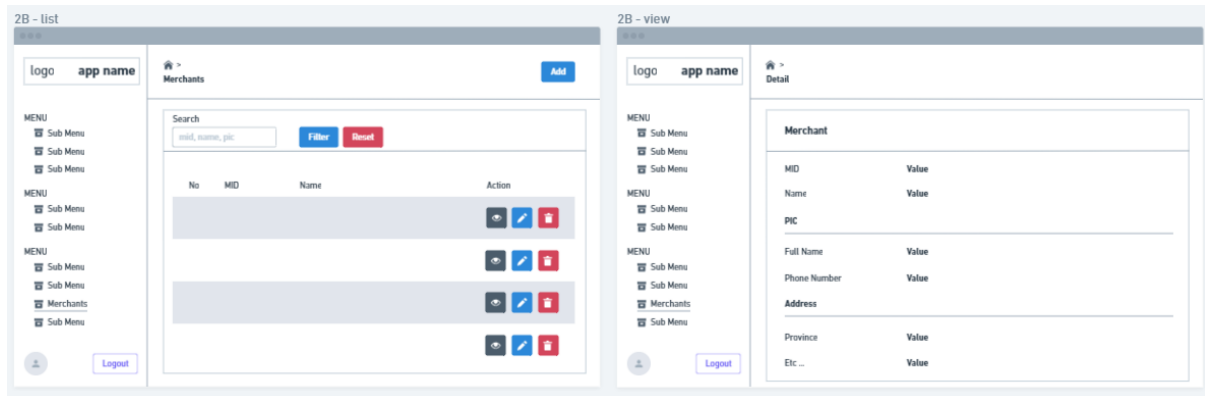 2B - list
logo app name
>
Merchants
Add
MENU
Sub Menu
Sub Menu
Sub Menu
MENU
Sub Menu
Sub Menu
MENU
Sub Menu
Sub Menu
Merchants
Sub Menu
Logout
Search
mid, name, pic
Filter
Reset
No MID Name Action
2B - view
logo app name
>
Detail
MENU
Sub Menu
Sub Menu
Sub Menu
MENU
Sub Menu
Sub Menu
MENU
Sub Menu
Sub Menu
Merchants
Sub Menu
Logout
Merchant
MID Value
Name Value
PIC
Full Name Value
Phone Number Value
Address
Province Value
Etc ... Value